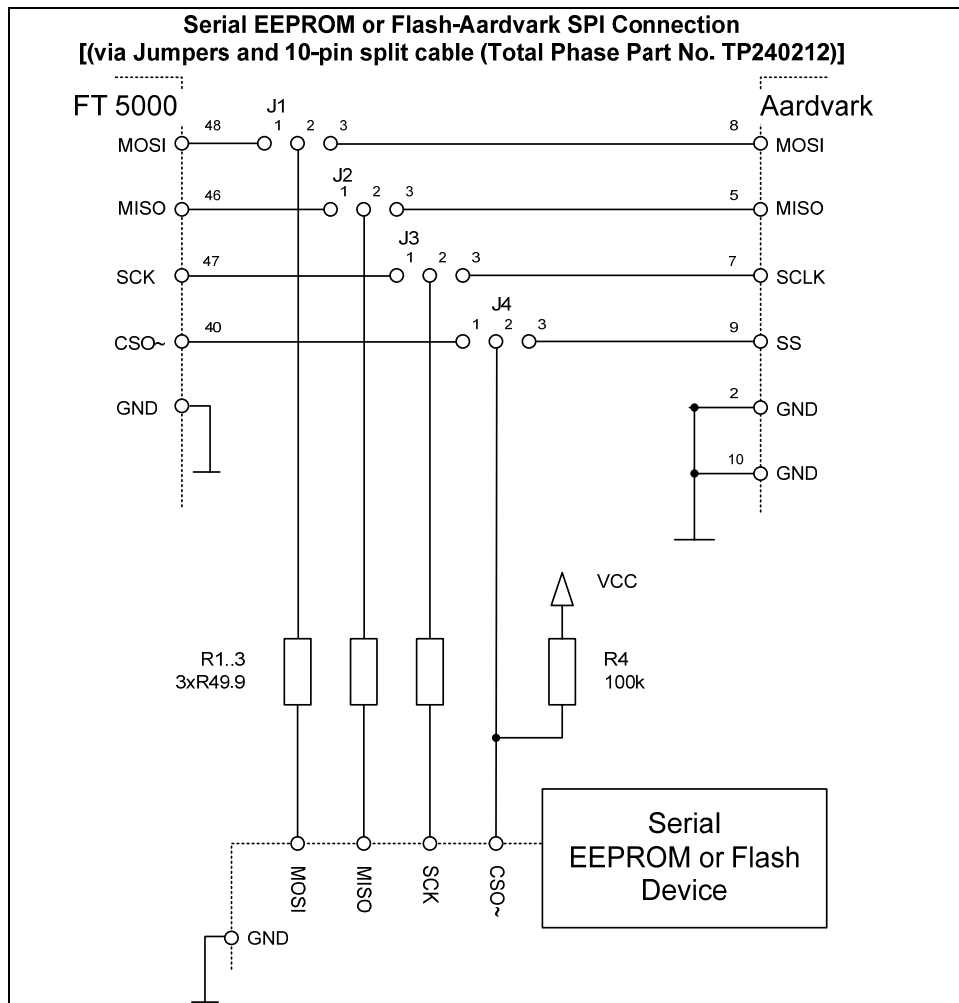 Serial EEPROM or Flash-Aardvark SPI Connection
[(via Jumpers and 10-pin split cable (Total Phase Part No. TP240212)]
FT 5000
Aardvark
J1
MOSI 48 1 2 3 8 MOSI
J2
MISO 46 1 2 3 5 MISO
J3
SCK 47 1 2 3 7 SCLK
J4
CSO~ 40 1 2 3 9 SS
GND 2 GND
10 GND
VCC
R1..3
3xR49.9
R4
100k
Serial
EEPROM or Flash
Device
MOSI
MISO
SCK
CSO~
GND